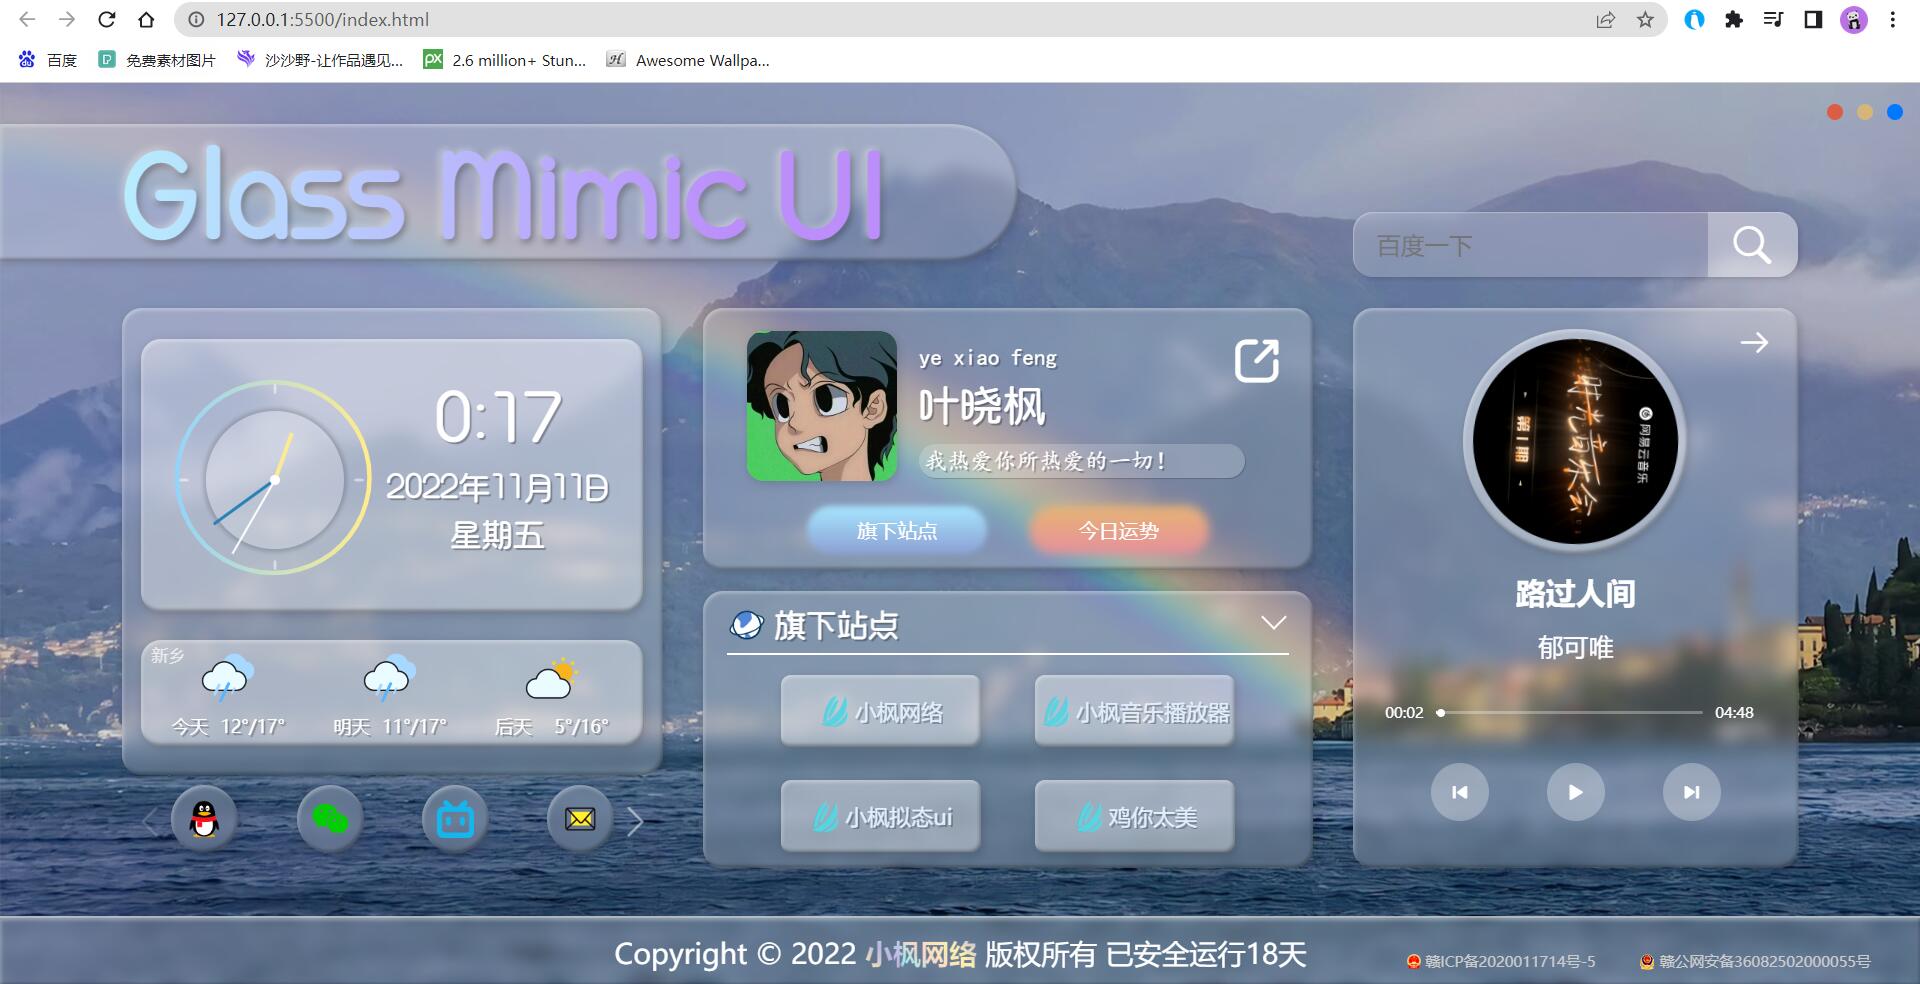 127.0.0.1:5500/index.html
百度
免费素材图片
沙沙野-让作品遇见...
2.6 million+ Stun...
Awesome Wallpa...
Glass Mimic UI
百度一下
0:17
2022年11月11日
星期五
新乡
今天 12°/17°
明天 11°/17°
后天 5°/16°
ye xiao feng
叶晓枫
我热爱你所热爱的一切!
旗下站点
今日运势
旗下站点
小枫网络
小枫音乐播放器
小枫拟态ui
鸡你太美
网易云音乐
时光音乐会
第1期
路过人间
郁可唯
00:02
04:48
Copyright © 2022 小枫网络 版权所有 已安全运行18天
赣ICP备2020011714号-5
赣公网安备36082502000055号